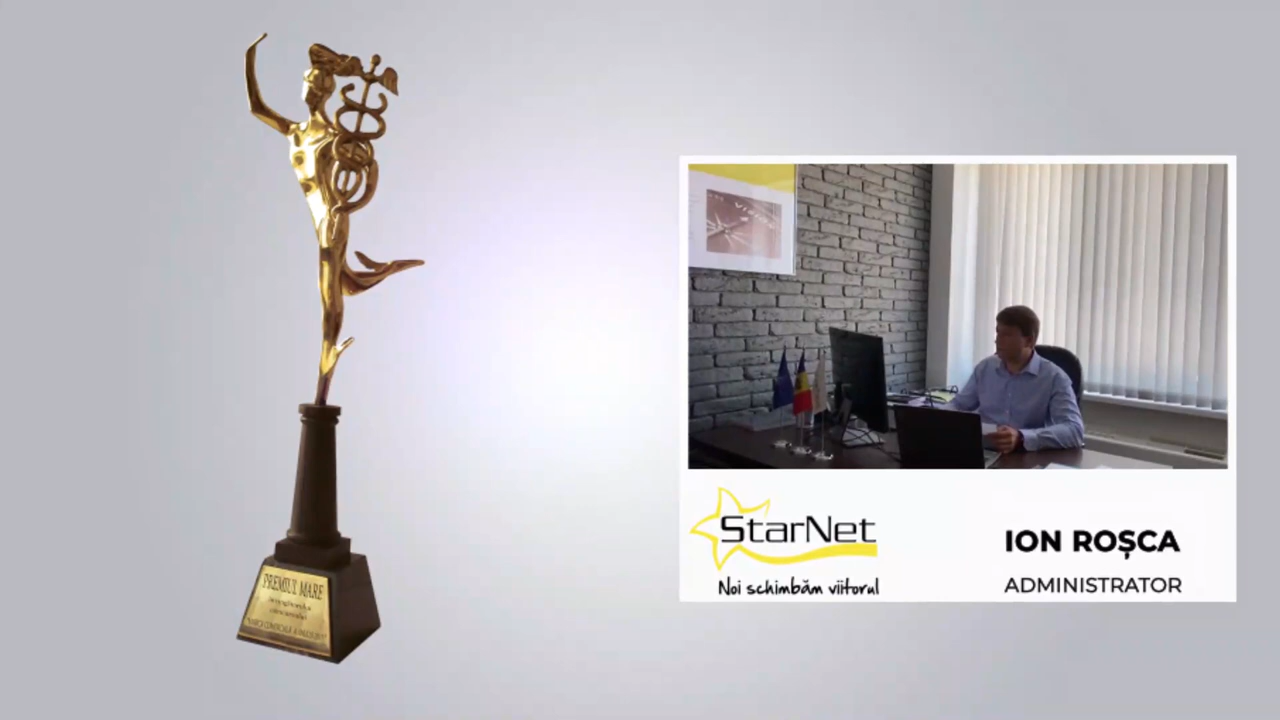 PREMIUL MARE
StarNet
Noi schimbăm viitorul
ION ROȘCA
ADMINISTRATOR